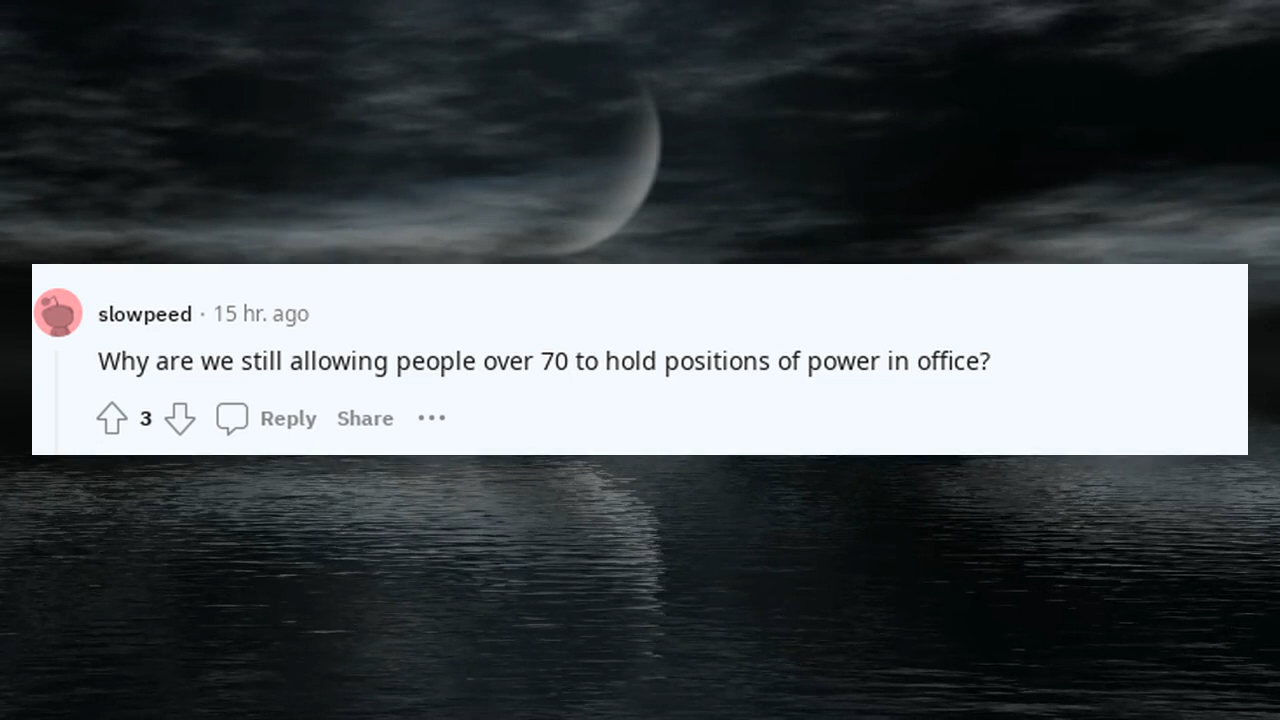 slowpeed · 15 hr. ago
Why are we still allowing people over 70 to hold positions of power in office?
3 Reply Share ···